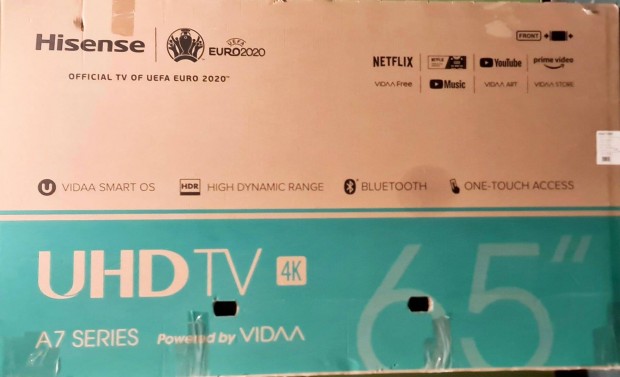 Hisense
UEFA
EURO2020
OFFICIAL TV OF UEFA EURO 2020™
FRONT
NETFLIX
NETFLIX
YouTube
prime video
VIDAA Free
Music
VIDAA ART
VIDAA STORE
VIDAA SMART OS
HDR HIGH DYNAMIC RANGE
BLUETOOTH
ONE-TOUCH ACCESS
UHD TV 4K
65"
A7 SERIES
Powered by VIDAA